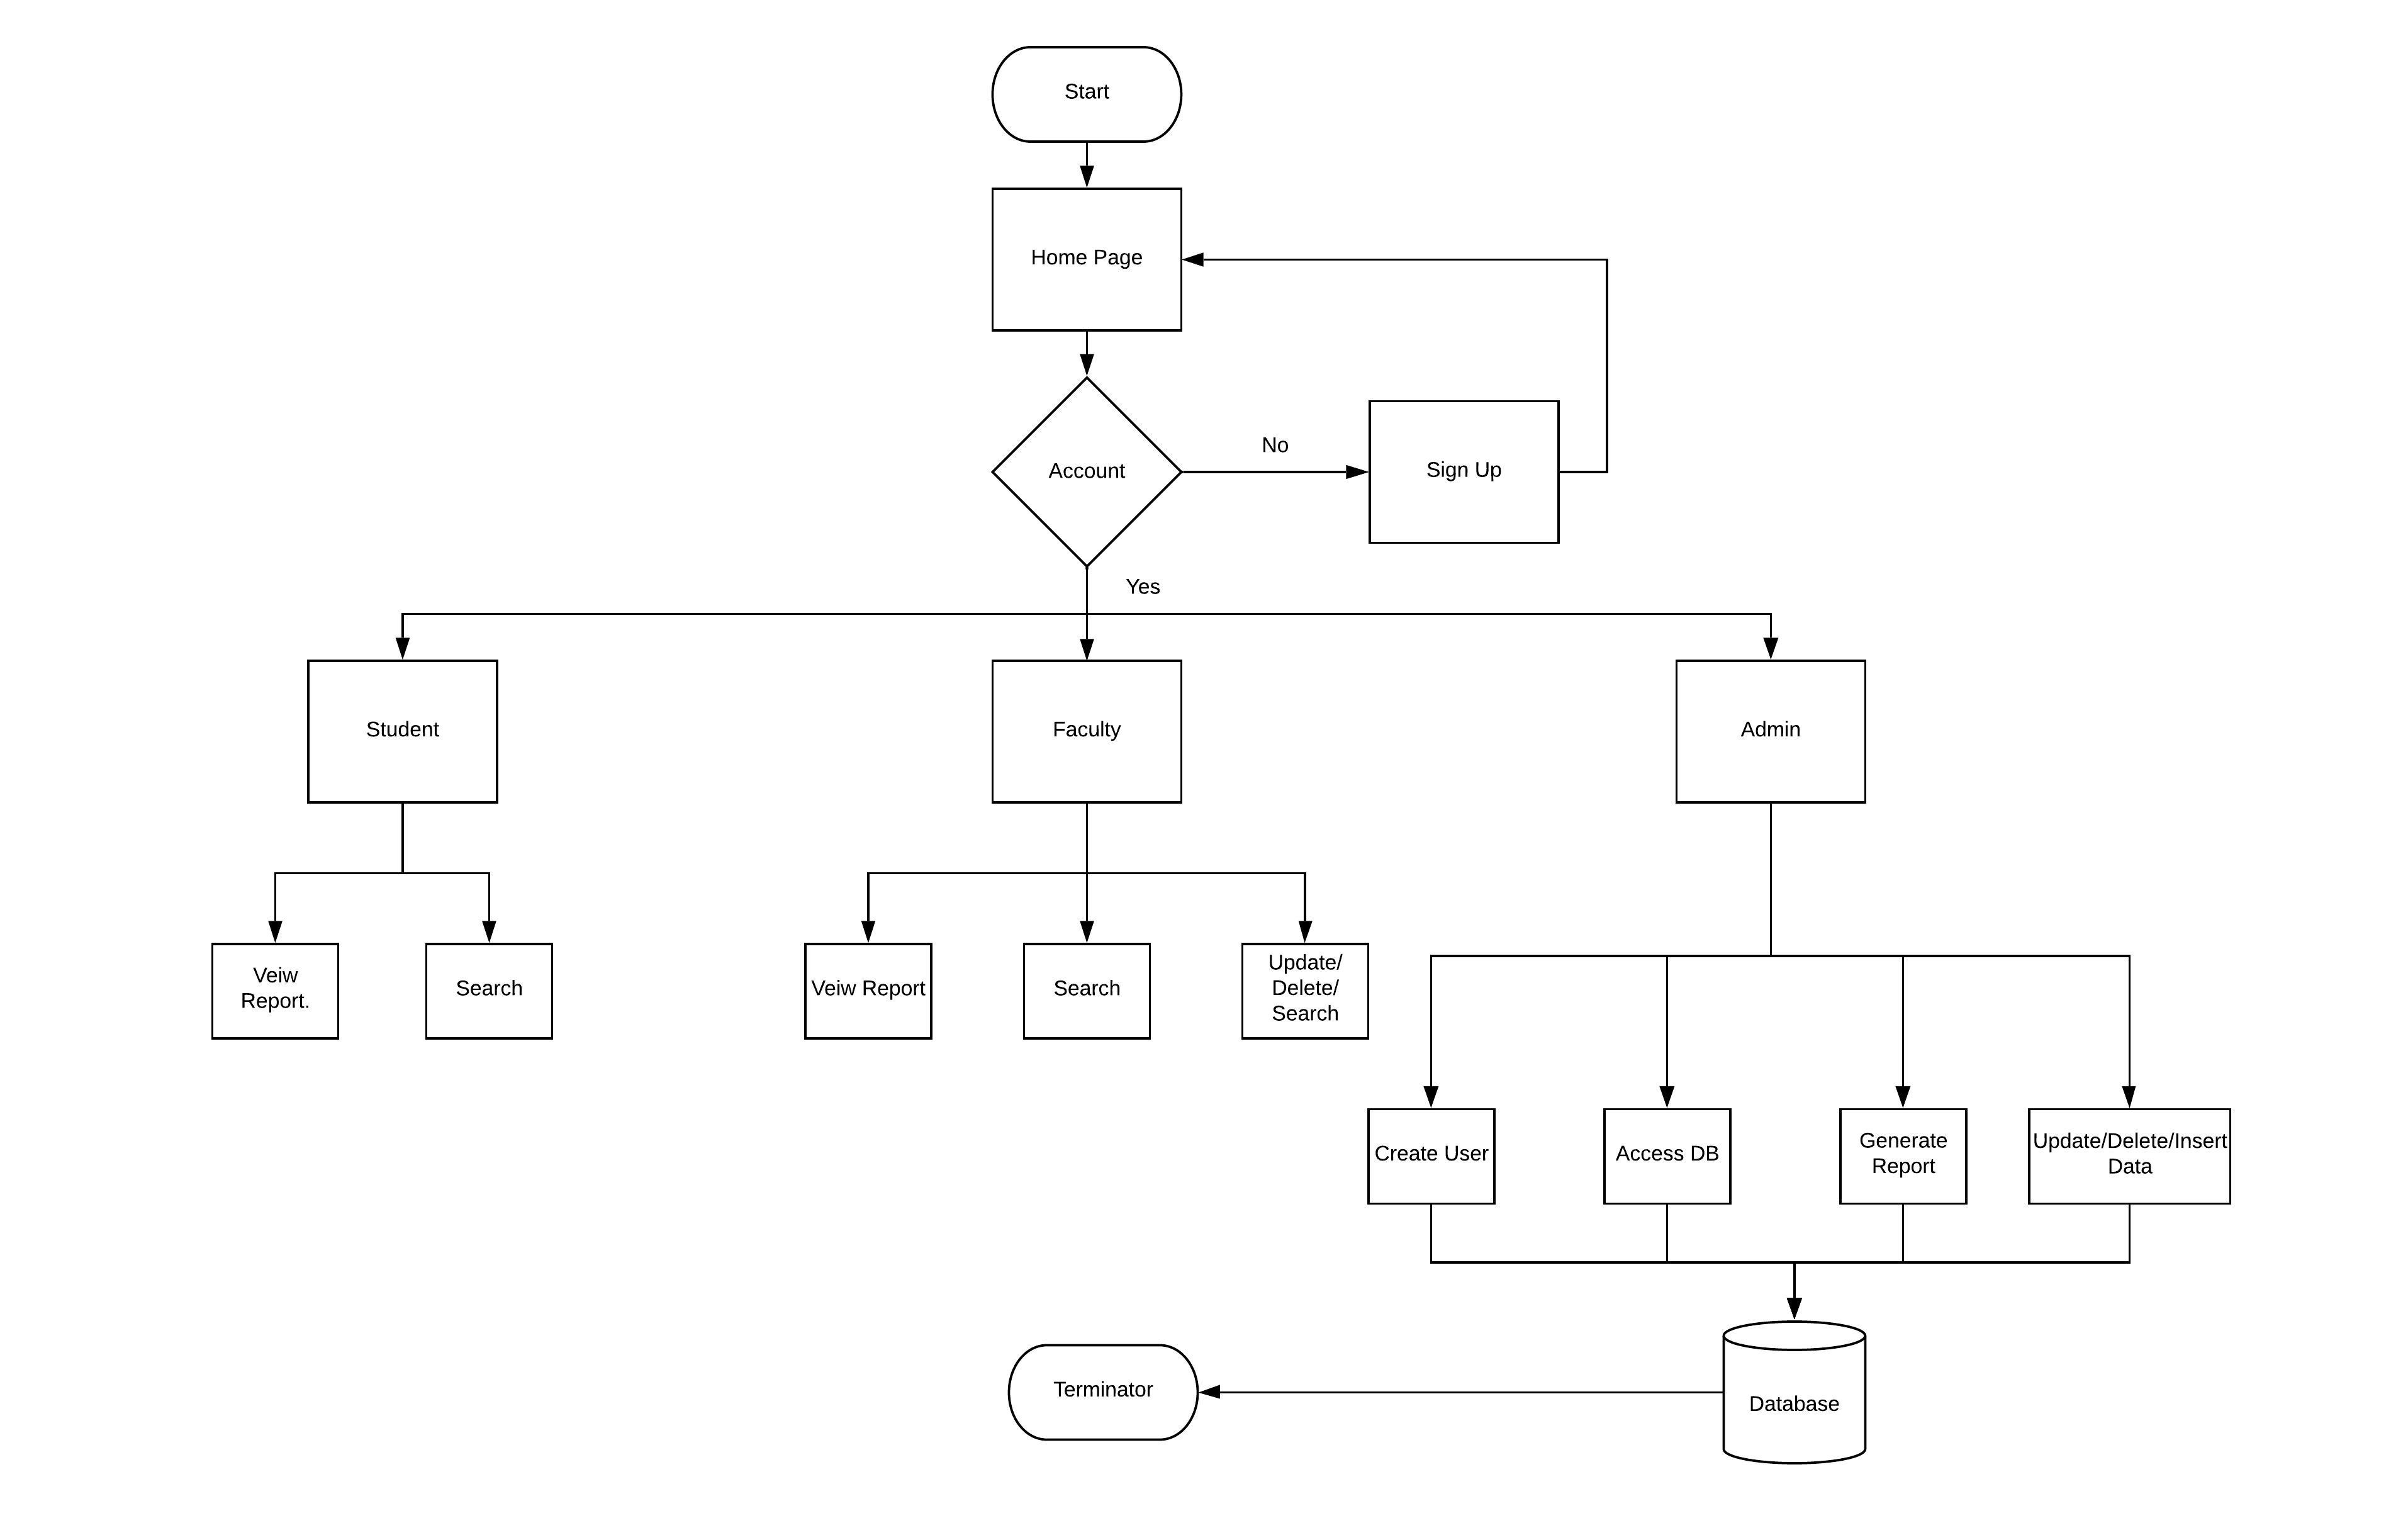 Start
Home Page
Account
No
Sign Up
Yes
Student
Faculty
Admin
Veiw
Report.
Search
Veiw Report
Search
Update/
Delete/
Search
Create User
Access DB
Generate
Report
Update/Delete/Insert
Data
Terminator
Database